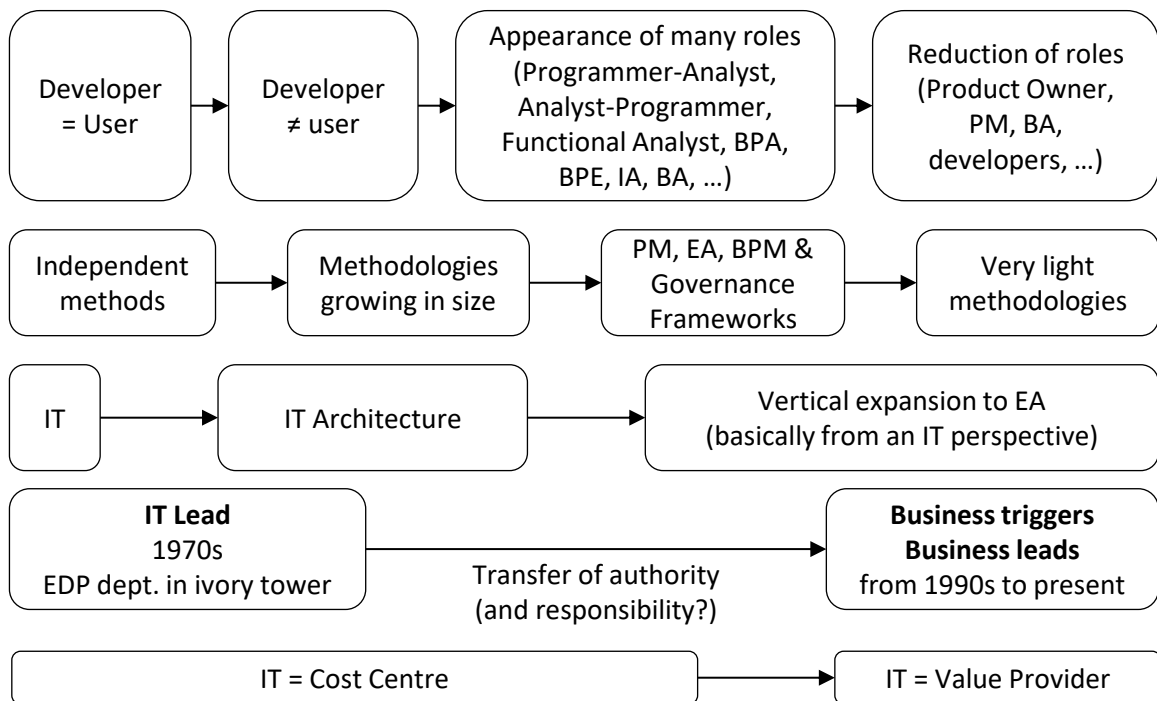 Developer
= User
Developer
≠ user
Appearance of many roles
(Programmer-Analyst,
Analyst-Programmer,
Functional Analyst, BPA,
BPE, IA, BA, …)
Reduction of roles
(Product Owner,
PM, BA,
developers, …)
Independent
methods
Methodologies
growing in size
PM, EA, BPM &
Governance
Frameworks
Very light
methodologies
IT
IT Architecture
Vertical expansion to EA
(basically from an IT perspective)
IT Lead
1970s
EDP dept. in ivory tower
Transfer of authority
(and responsibility?)
Business triggers
Business leads
from 1990s to present
IT = Cost Centre
IT = Value Provider